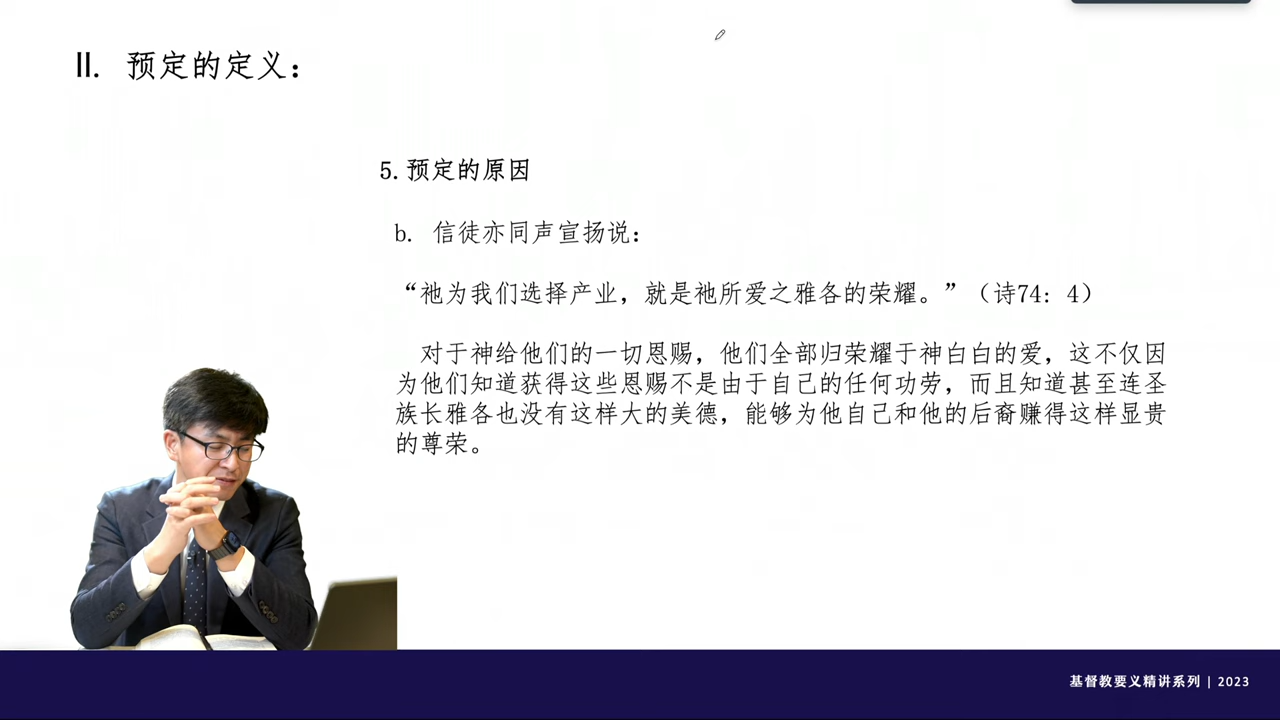 II. 预定的定义：
5.预定的原因
b. 信徒亦同声宣扬说：
“祂为我们选择产业，就是祂所爱之雅各的荣耀。”（诗74: 4）
对于神给他们的一切恩赐，他们全部归荣耀于神白白的爱，这不仅因
为他们知道获得这些恩赐不是由于自己的任何功劳，而且知道甚至连圣
族长雅各也没有这样大的美德，能够为他自己和他的后裔赚得这样显贵
的尊荣。
基督教要义精讲系列 | 2023